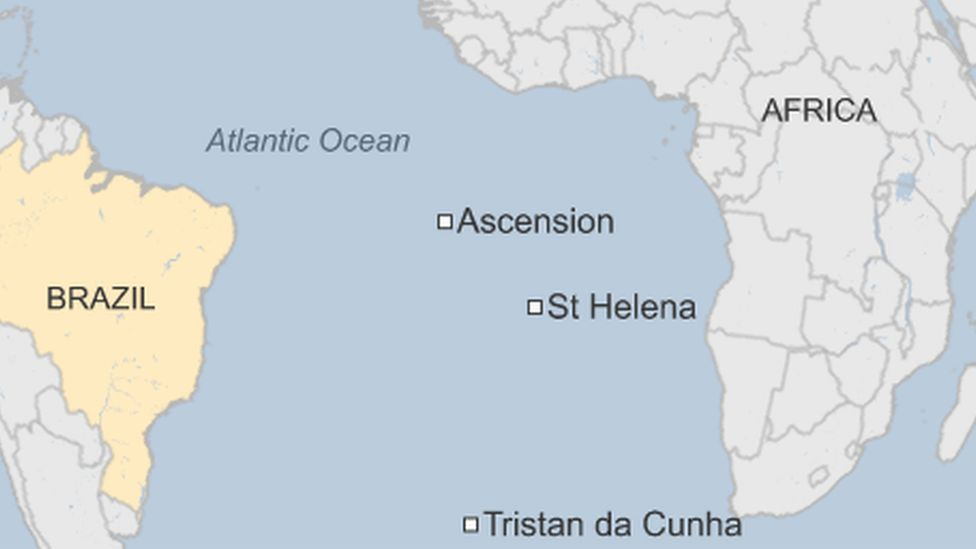 AFRICA
Atlantic Ocean
Ascension
BRAZIL
St Helena
Tristan da Cunha